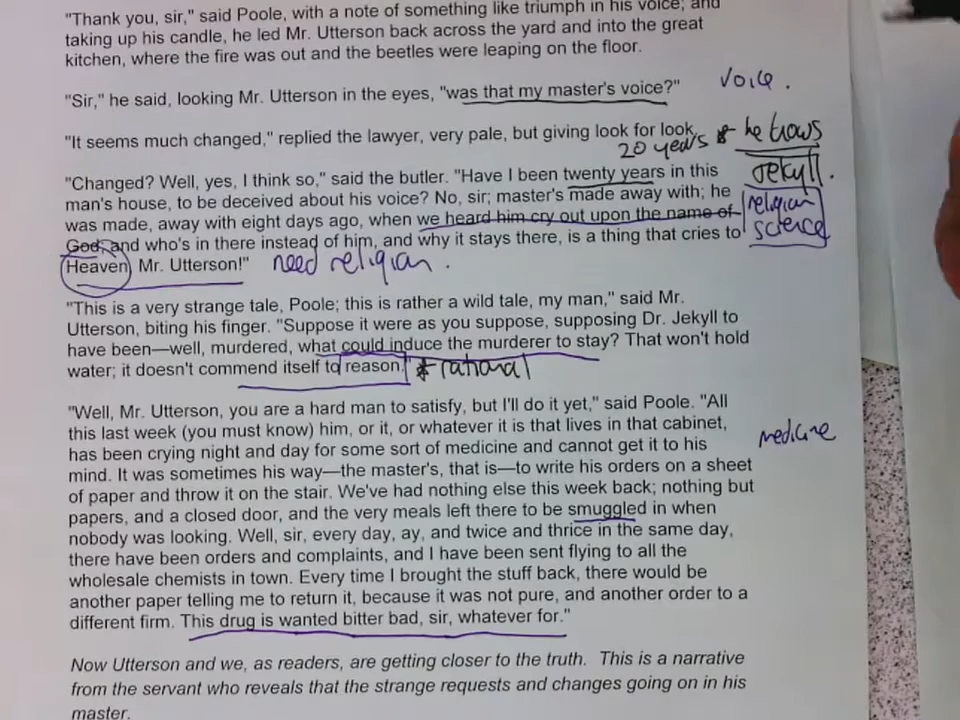 "Thank you, sir," said Poole, with a note of something like triumph in his voice; and
taking up his candle, he led Mr. Utterson back across the yard and into the great
kitchen, where the fire was out and the beetles were leaping on the floor.
"Sir," he said, looking Mr. Utterson in the eyes, "was that my master's voice?"
voice.
"It seems much changed," replied the lawyer, very pale, but giving look for look.
20 years * he knows
Jekyll.
"Changed? Well, yes, I think so," said the butler. "Have I been twenty years in this
man's house, to be deceived about his voice? No, sir; master's made away with; he
was made, away with eight days ago, when we heard him cry out upon the name of
religion
God; and who's in there instead of him, and why it stays there, is a thing that cries to
science
Heaven, Mr. Utterson!"
need religion.
"This is a very strange tale, Poole; this is rather a wild tale, my man," said Mr.
Utterson, biting his finger. "Suppose it were as you suppose, supposing Dr. Jekyll to
have been—well, murdered, what could induce the murderer to stay? That won't hold
water; it doesn't commend itself to reason."
* rational
"Well, Mr. Utterson, you are a hard man to satisfy, but I'll do it yet," said Poole. "All
this last week (you must know) him, or it, or whatever it is that lives in that cabinet,
has been crying night and day for some sort of medicine and cannot get it to his
medicine
mind. It was sometimes his way—the master's, that is—to write his orders on a sheet
of paper and throw it on the stair. We've had nothing else this week back; nothing but
papers, and a closed door, and the very meals left there to be smuggled in when
nobody was looking. Well, sir, every day, ay, and twice and thrice in the same day,
there have been orders and complaints, and I have been sent flying to all the
wholesale chemists in town. Every time I brought the stuff back, there would be
another paper telling me to return it, because it was not pure, and another order to a
different firm. This drug is wanted bitter bad, sir, whatever for."
Now Utterson and we, as readers, are getting closer to the truth. This is a narrative
from the servant who reveals that the strange requests and changes going on in his
master.